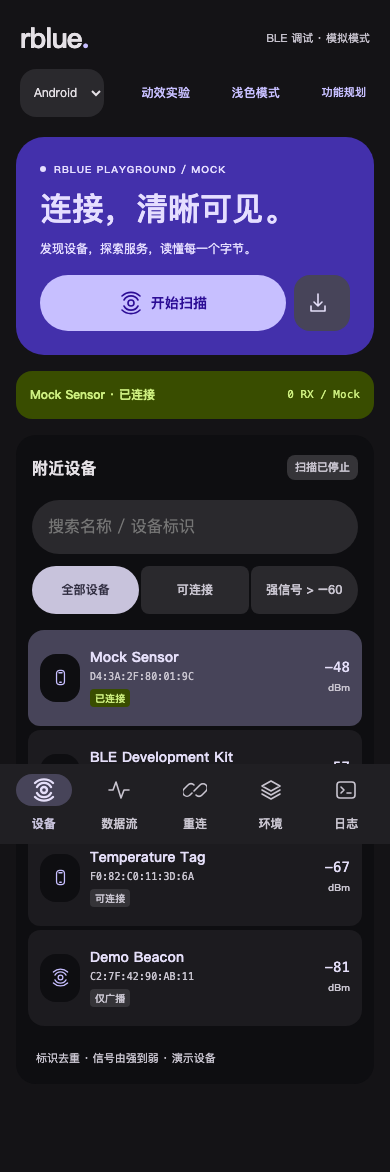 rblue.
BLE 调试 · 模拟模式
Android
动效实验
浅色模式
功能规划
RBLUE PLAYGROUND / MOCK
连接，清晰可见。
发现设备，探索服务，读懂每一个字节。
开始扫描
Mock Sensor · 已连接
0 RX / Mock
附近设备
扫描已停止
搜索名称 / 设备标识
全部设备
可连接
强信号 > −60
Mock Sensor
D4:3A:2F:80:01:9C
已连接
−48
dBm
BLE Development Kit
设备
数据流
重连
环境
日志
Temperature Tag
F0:82:C0:11:3D:6A
可连接
−67
dBm
Demo Beacon
C2:7F:42:90:AB:11
仅广播
−81
dBm
标识去重 · 信号由强到弱 · 演示设备